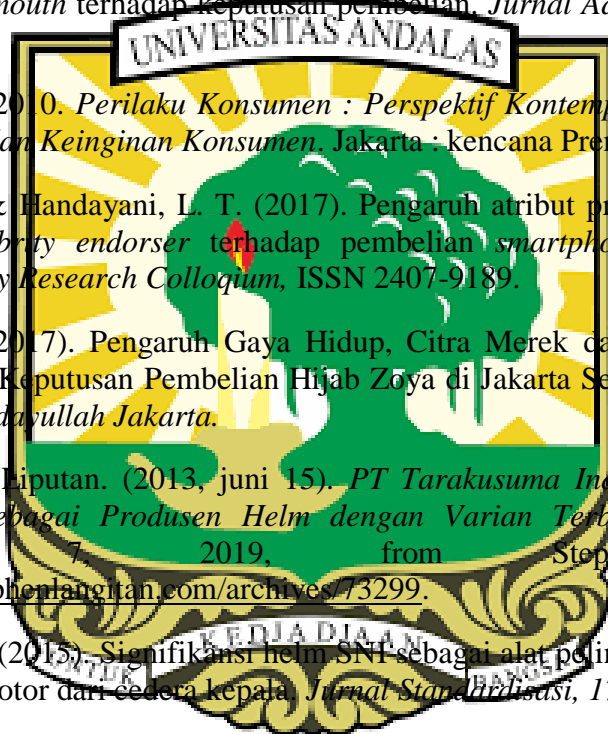 mouth terhadap keputusan pembelian. Jurnal Ad
UNIVERSITAS ANDALAS
2010. Perilaku Konsumen : Perspektif Kontemp
dan Keinginan Konsumen. Jakarta : kencana Pren
& Handayani, L. T. (2017). Pengaruh atribut pr
brity endorser terhadap pembelian smartpho
y Research Colloqium, ISSN 2407-9189.
2017). Pengaruh Gaya Hidup, Citra Merek da
Keputusan Pembelian Hijab Zoya di Jakarta Se
dayullah Jakarta.
Liputan. (2013, juni 15). PT Tarakusuma Ind
ebagai Produsen Helm dengan Varian Terb
7, 2019, from Step
phenlangitan.com/archives/73299.
UNTUK KEDJADJAAN BANGSA
(2015). Signifikansi helm SNI sebagai alat pelin
otor dari cedera kepala. Jurnal Standardisasi, 17